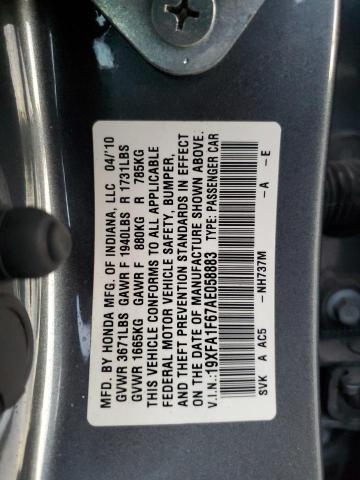 MFD. BY HONDA MFG. OF INDIANA, LLC 04/'10
GVWR 3671LBS GAWR F 1940LBS R 1731LBS
GVWR 1665KG GAWR F 880KG R 785KG
THIS VEHICLE CONFORMS TO ALL APPLICABLE
FEDERAL MOTOR VEHICLE SAFETY, BUMPER,
AND THEFT PREVENTION STANDARDS IN EFFECT
ON THE DATE OF MANUFACTURE SHOWN ABOVE.
V.I.N.:19XFA1F67AE058863 TYPE: PASSENGER CAR
SVK A AC5 -NH737M -A -E